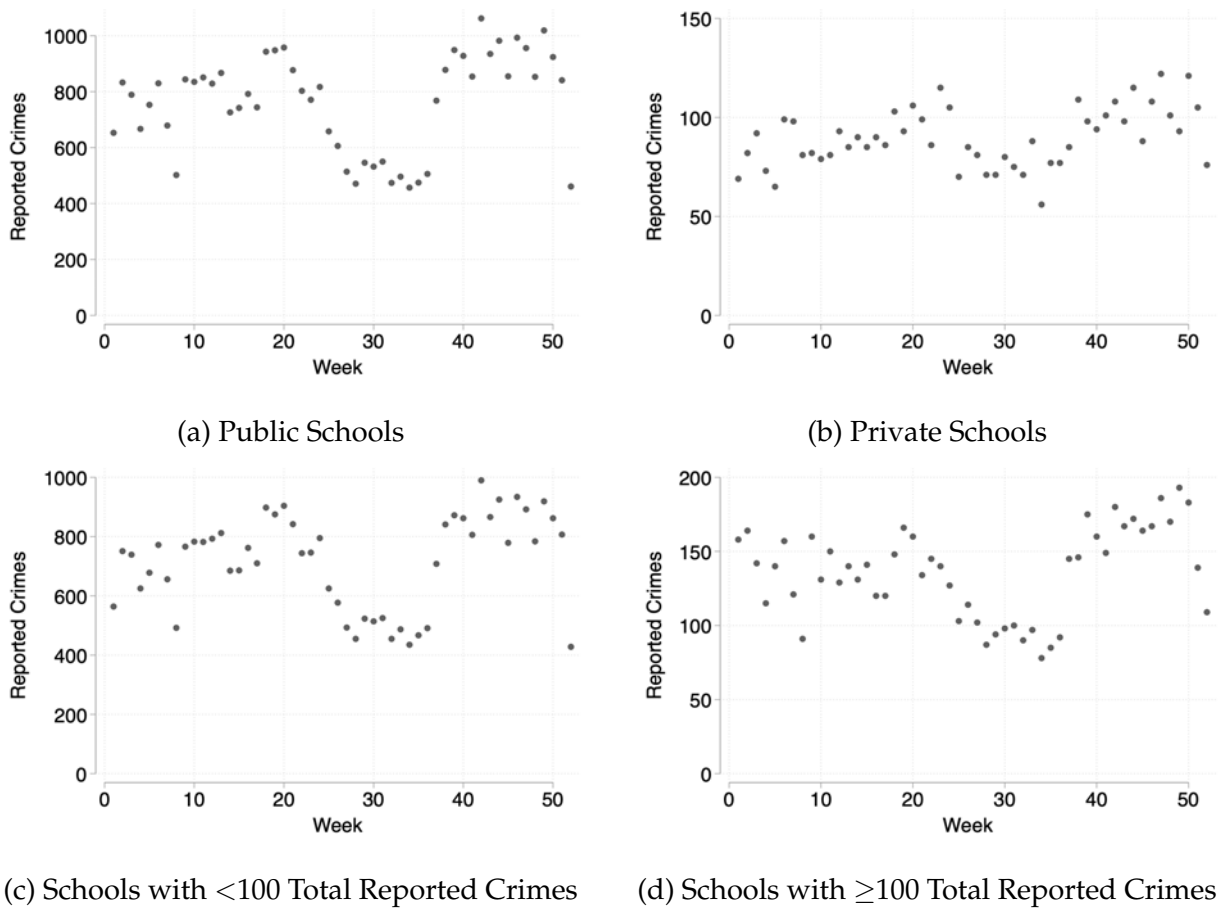 1000
800
600
400
200
0
Reported Crimes
0 10 20 30 40 50
Week
(a) Public Schools
150
100
50
0
Reported Crimes
0 10 20 30 40 50
Week
(b) Private Schools
1000
800
600
400
200
0
Reported Crimes
0 10 20 30 40 50
Week
(c) Schools with <100 Total Reported Crimes
200
150
100
50
0
Reported Crimes
0 10 20 30 40 50
Week
(d) Schools with ≥100 Total Reported Crimes